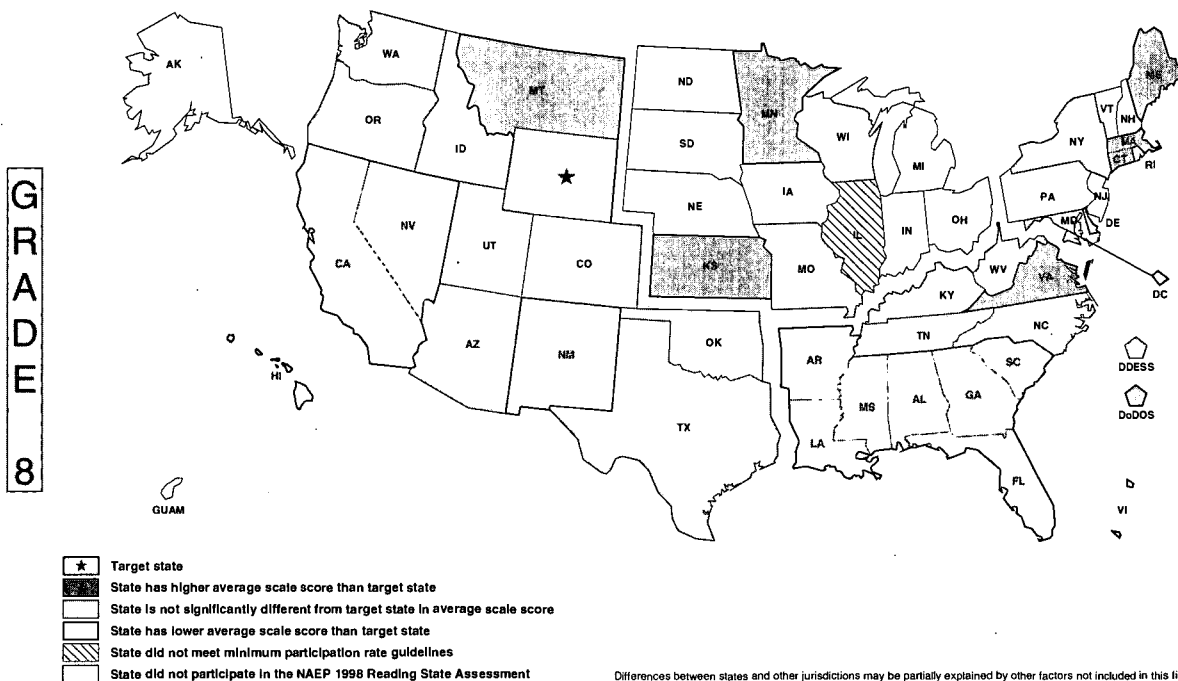 GRADE 8
AK
WA
MT
ND
MN
ME
OR
ID
SD
WI
VT
NH
NY
MA
CT
RI
MI
NE
IA
PA
NJ
NV
UT
CO
KS
MO
IL
IN
OH
MD
DE
CA
WV
VA
DC
KY
AZ
NM
OK
AR
TN
NC
SC
DDESS
HI
TX
LA
MS
AL
GA
DoDOS
FL
GUAM
VI
Target state
State has higher average scale score than target state
State is not significantly different from target state in average scale score
State has lower average scale score than target state
State did not meet minimum participation rate guidelines
State did not participate in the NAEP 1998 Reading State Assessment
Differences between states and other jurisdictions may be partially explained by other factors not included in this